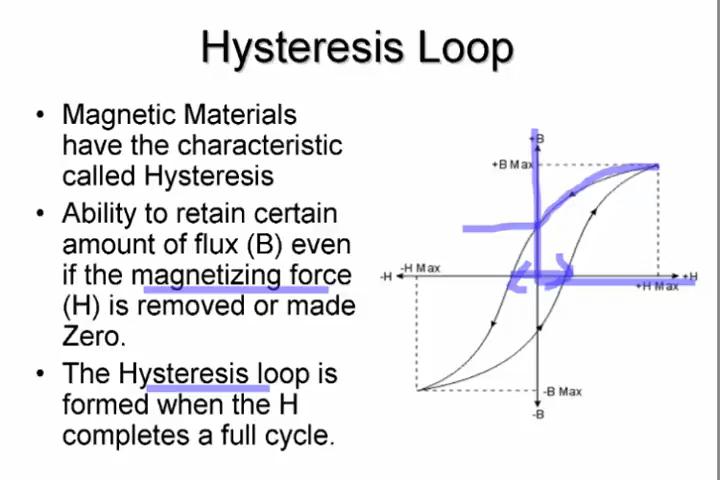 Hysteresis Loop
• Magnetic Materials
have the characteristic
called Hysteresis
• Ability to retain certain
amount of flux (B) even
if the magnetizing force
(H) is removed or made
Zero.
• The Hysteresis loop is
formed when the H
completes a full cycle.
+B
+B Max
-H Max
-H
+H
+H Max
-B Max
-B